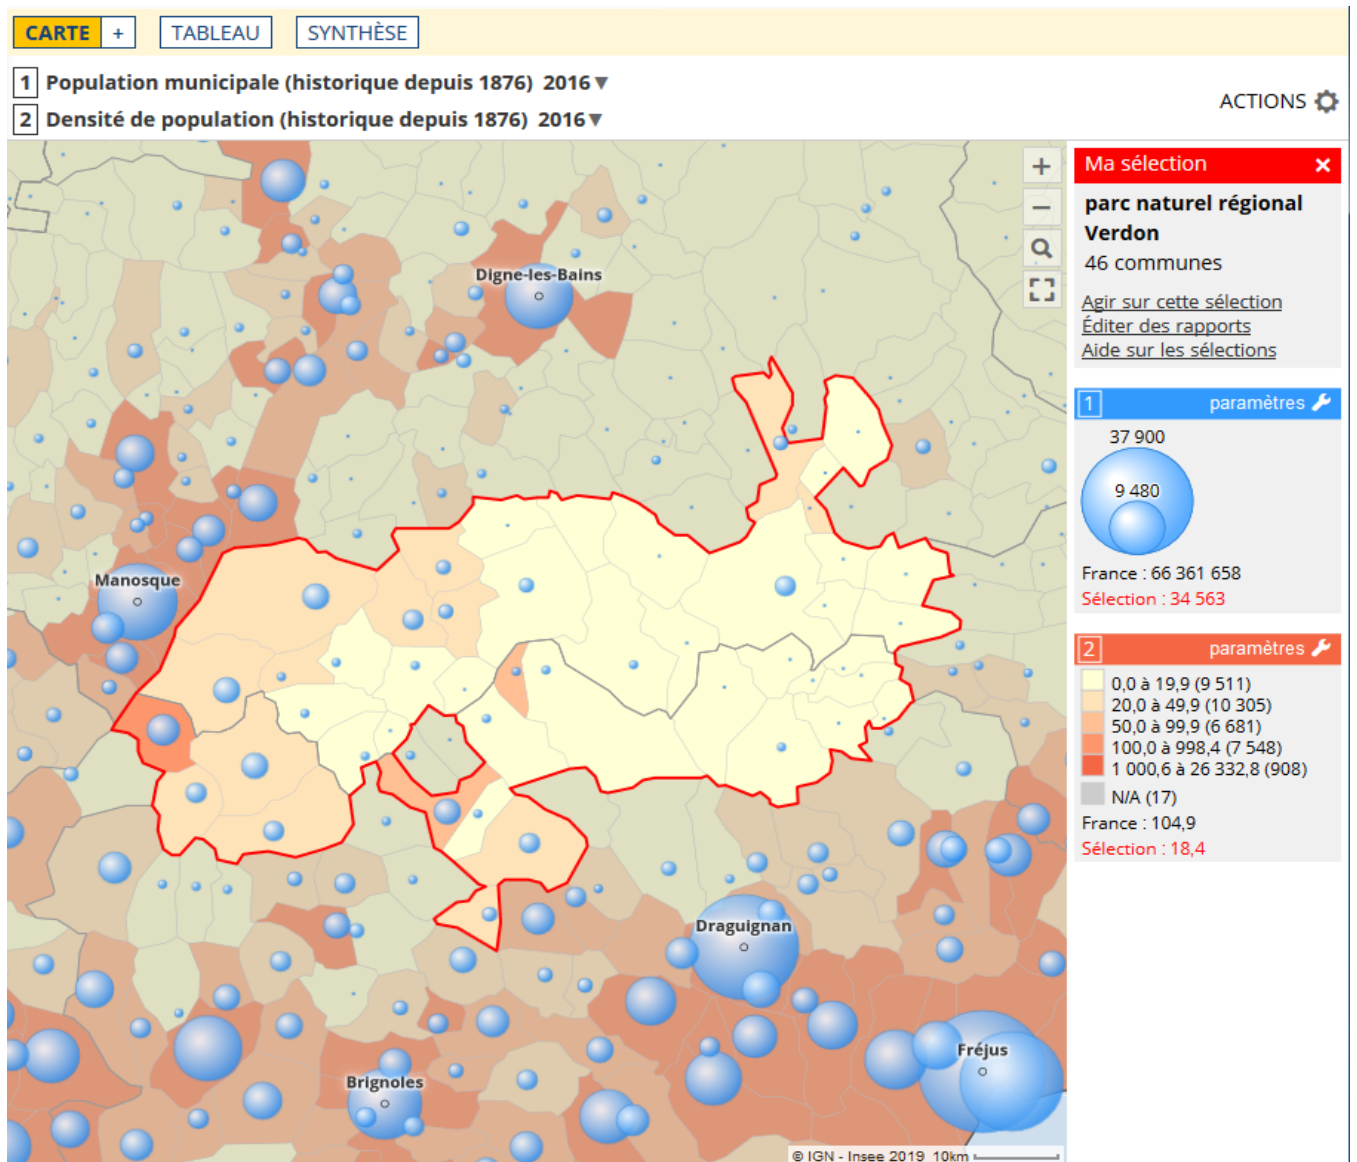 CARTE +
TABLEAU
SYNTHÈSE
1 Population municipale (historique depuis 1876) 2016 ▼
2 Densité de population (historique depuis 1876) 2016 ▼
ACTIONS
Digne-les-Bains
Manosque
Draguignan
Fréjus
Brignoles
+
−
© IGN - Insee 2019 10km
Ma sélection ×
parc naturel régional
Verdon
46 communes
Agir sur cette sélection
Éditer des rapports
Aide sur les sélections
1 paramètres
37 900
9 480
France : 66 361 658
Sélection : 34 563
2 paramètres
0,0 à 19,9 (9 511)
20,0 à 49,9 (10 305)
50,0 à 99,9 (6 681)
100,0 à 998,4 (7 548)
1 000,6 à 26 332,8 (908)
N/A (17)
France : 104,9
Sélection : 18,4